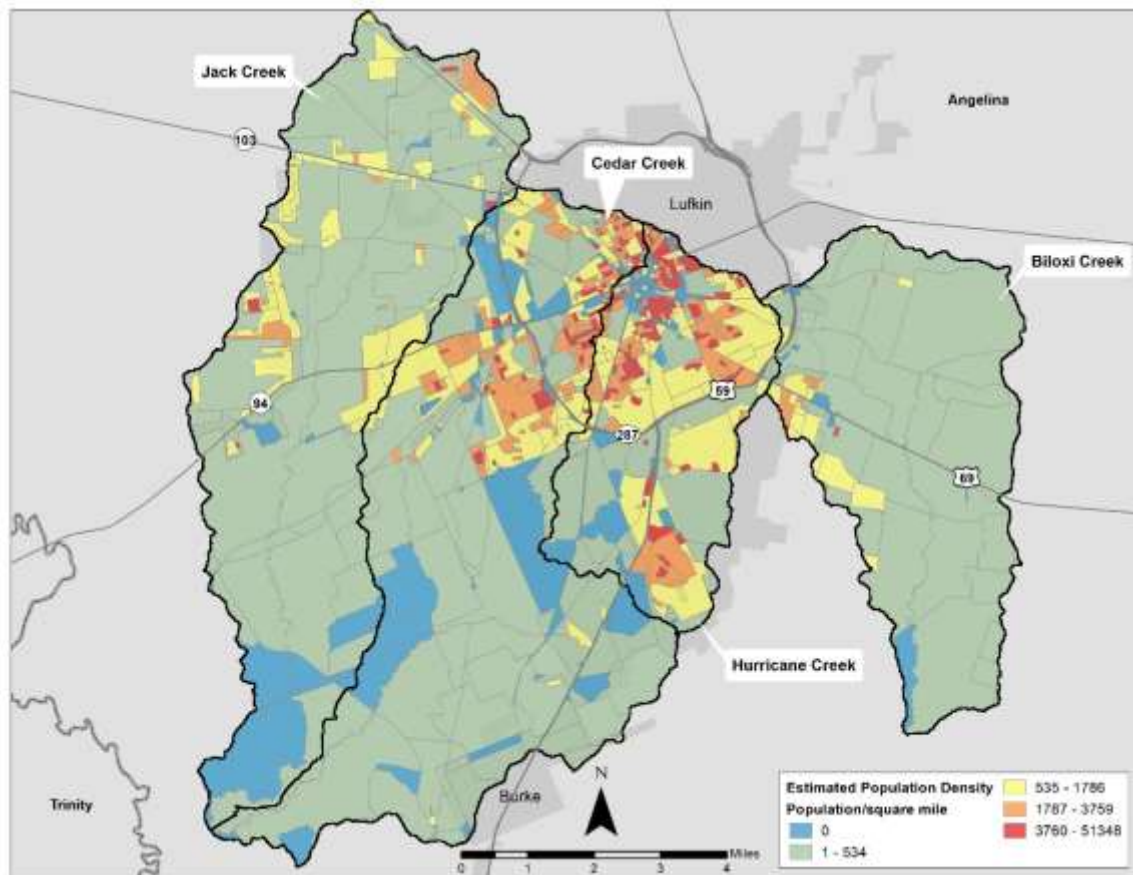 Jack Creek
Angelina
103
Cedar Creek
Lufkin
Biloxi Creek
94
59
287
69
Hurricane Creek
Trinity
Burke
N
Miles
0 1 2 3 4
Estimated Population Density
Population/square mile
0
1 - 534
535 - 1786
1787 - 3759
3760 - 51348